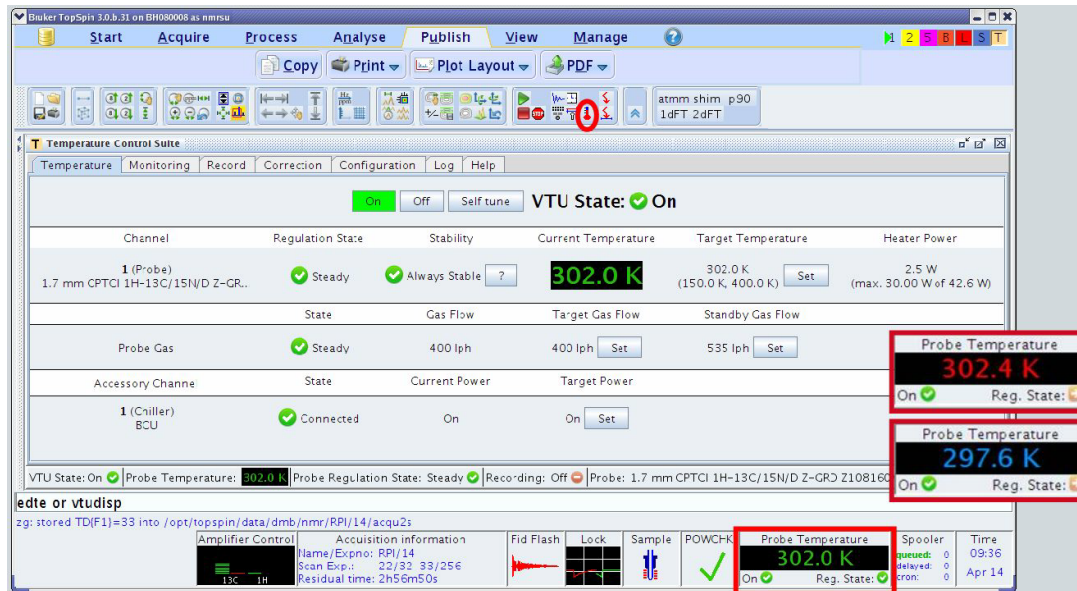 Bruker TopSpin 3.0.b.31 on BH080008 as nmrsu
Start Acquire Process Analyse Publish View Manage ?
1 2 5 B L S T
Copy Print Plot Layout PDF
atmm shim p90
1dFT 2dFT
T Temperature Control Suite
Temperature Monitoring Record Correction Configuration Log Help
On Off Self tune VTU State: On
Channel Regulation State Stability Current Temperature Target Temperature Heater Power
1 (Probe)
1.7 mm CPTCI 1H-13C/15N/D Z-GR..
Steady
Always Stable ?
302.0 K
302.0 K
(150.0 K, 400.0 K)
Set
2.5 W
(max. 30.00 W of 42.6 W)
State Gas Flow Target Gas Flow Standby Gas Flow
Probe Gas Steady 400 lph 400 lph Set 535 lph Set
Accessory Channe State Current Power Target Power
1 (Chiller)
BCU
Connected On On Set
Probe Temperature
302.4 K
On Reg. State:
Probe Temperature
297.6 K
On Reg. State:
VTU State: On Probe Temperature: 302.0 K Probe Regulation State: Steady Recording: Off Probe: 1.7 mm CPTCI 1H-13C/15N/D Z-GRD Z108160
edte or vtudisp
zg: stored TD{F1}=33 into /opt/topspin/data/dmb/nmr/RPI/14/acqu2s
Amplifier Control
13C 1H
Acquisition information
Name/Expno: RPI/14
Scan Exp.: 22/32 33/256
Residual time: 2h56m50s
Fid Flash
Lock
Sample
POWCHK
Probe Temperature
302.0 K
On Reg. State:
Spooler
queued: 0
delayed: 0
cron: 0
Time
09:36
Apr 14